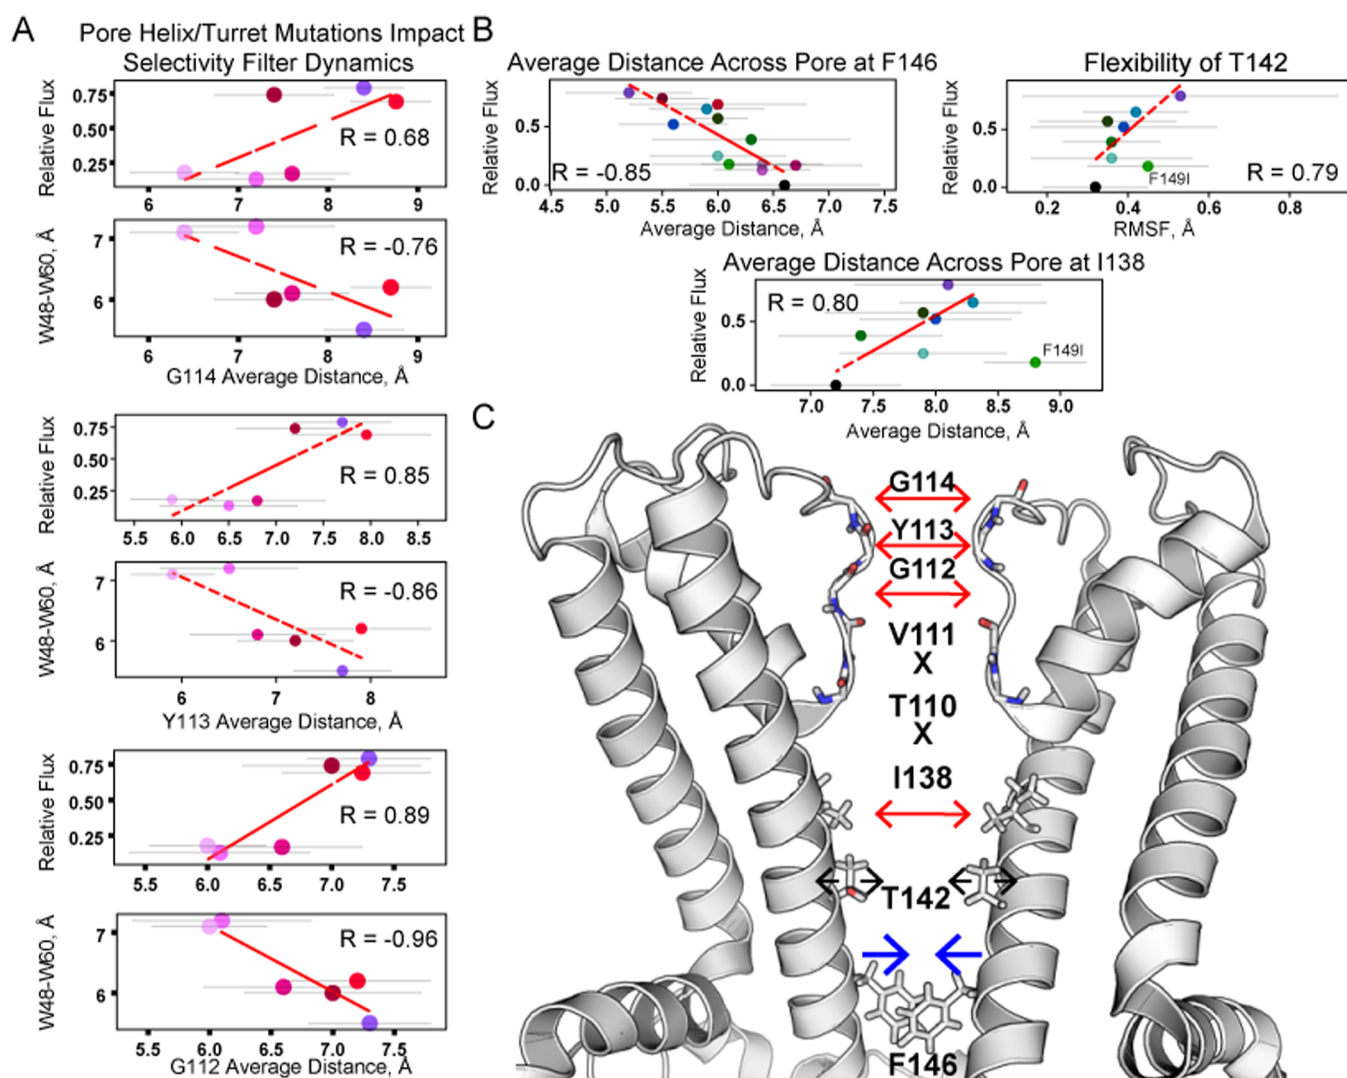 A
Pore Helix/Turret Mutations Impact
Selectivity Filter Dynamics
Relative Flux
0.75
0.50
0.25
R = 0.68
6 7 8 9
W48-W60, Å
7
6
R = -0.76
6 7 8 9
G114 Average Distance, Å
Relative Flux
0.75
0.50
0.25
R = 0.85
5.5 6.0 6.5 7.0 7.5 8.0 8.5
W48-W60, Å
7
6
R = -0.86
6 7 8
Y113 Average Distance, Å
Relative Flux
0.75
0.50
0.25
R = 0.89
5.5 6.0 6.5 7.0 7.5
W48-W60, Å
7
6
R = -0.96
5.5 6.0 6.5 7.0 7.5
G112 Average Distance, Å
B
Average Distance Across Pore at F146
Relative Flux
0.5
0.0
R = -0.85
4.5 5.0 5.5 6.0 6.5 7.0 7.5
Average Distance, Å
Flexibility of T142
Relative Flux
0.5
0.0
F149I
R = 0.79
0.2 0.4 0.6 0.8
RMSF, Å
Average Distance Across Pore at I138
Relative Flux
0.5
0.0
R = 0.80
F149I
7.0 7.5 8.0 8.5 9.0
Average Distance, Å
C
G114
Y113
G112
V111
X
T110
X
I138
T142
F146